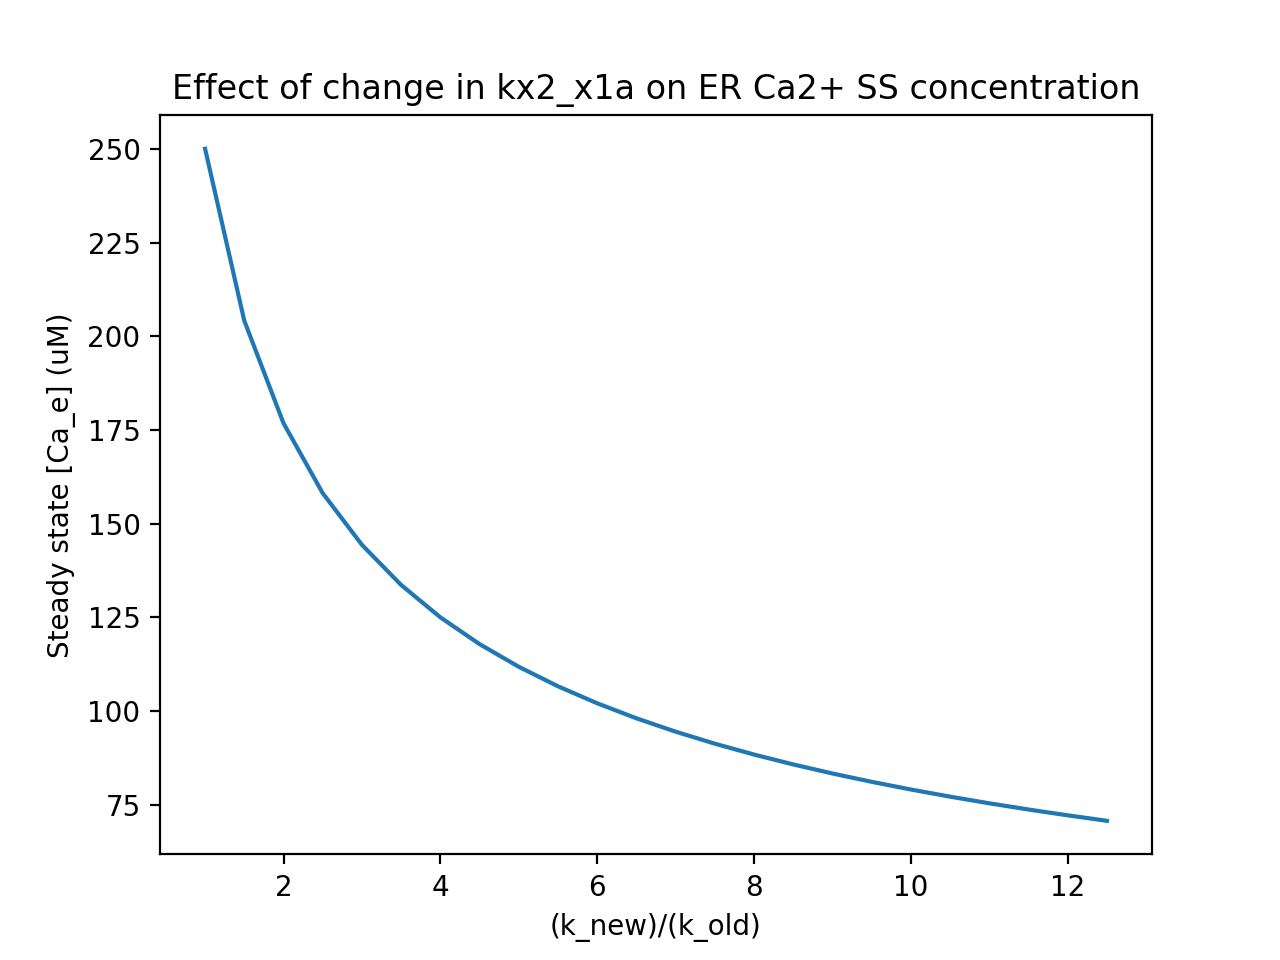 Effect of change in kx2_x1a on ER Ca2+ SS concentration
250
225
200
175
150
125
100
75
Steady state [Ca_e] (uM)
2 4 6 8 10 12
(k_new)/(k_old)